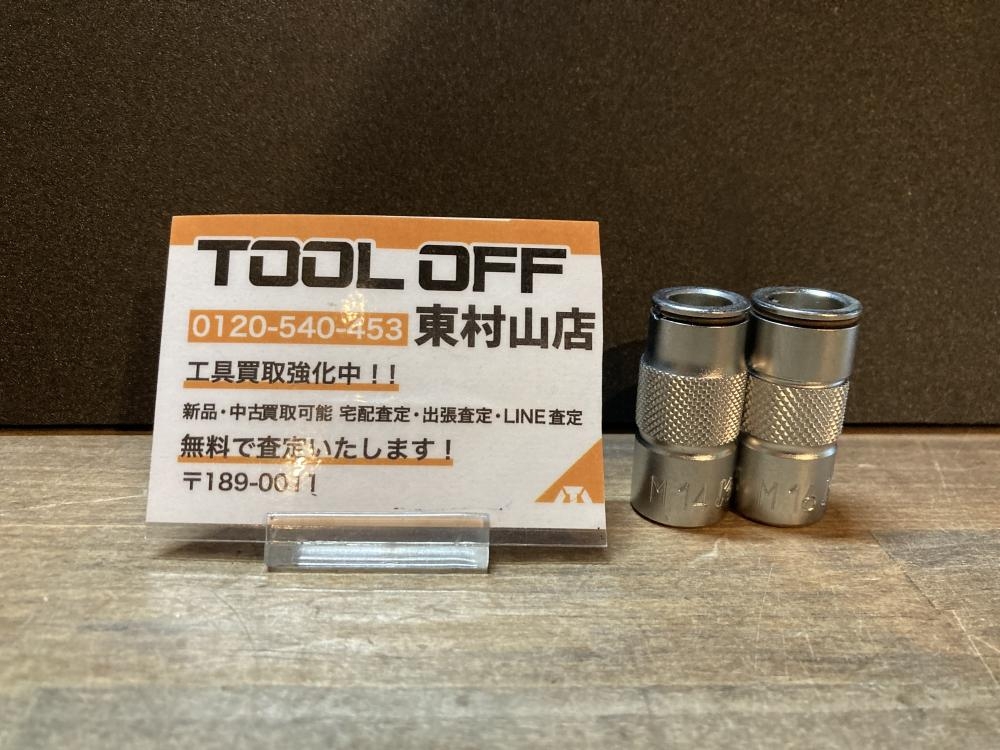 TOOL OFF
0120-540-453 東村山店
工具買取強化中！！
新品・中古買取可能 宅配査定・出張査定・LINE査定
無料で査定いたします！
〒189-0011
M14
M16